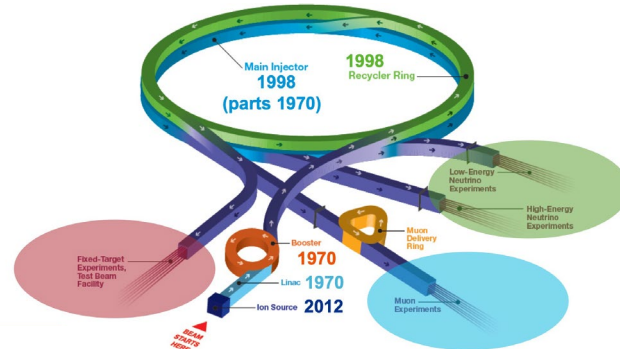 Main Injector
1998
(parts 1970)
1998
Recycler Ring
Low-Energy
Neutrino
Experiments
High-Energy
Neutrino
Experiments
Muon
Delivery
Ring
Booster
1970
Fixed-Target
Experiments,
Test Beam
Facility
Linac 1970
Ion Source 2012
Muon
Experiments
BEAM
STARTS
HERE